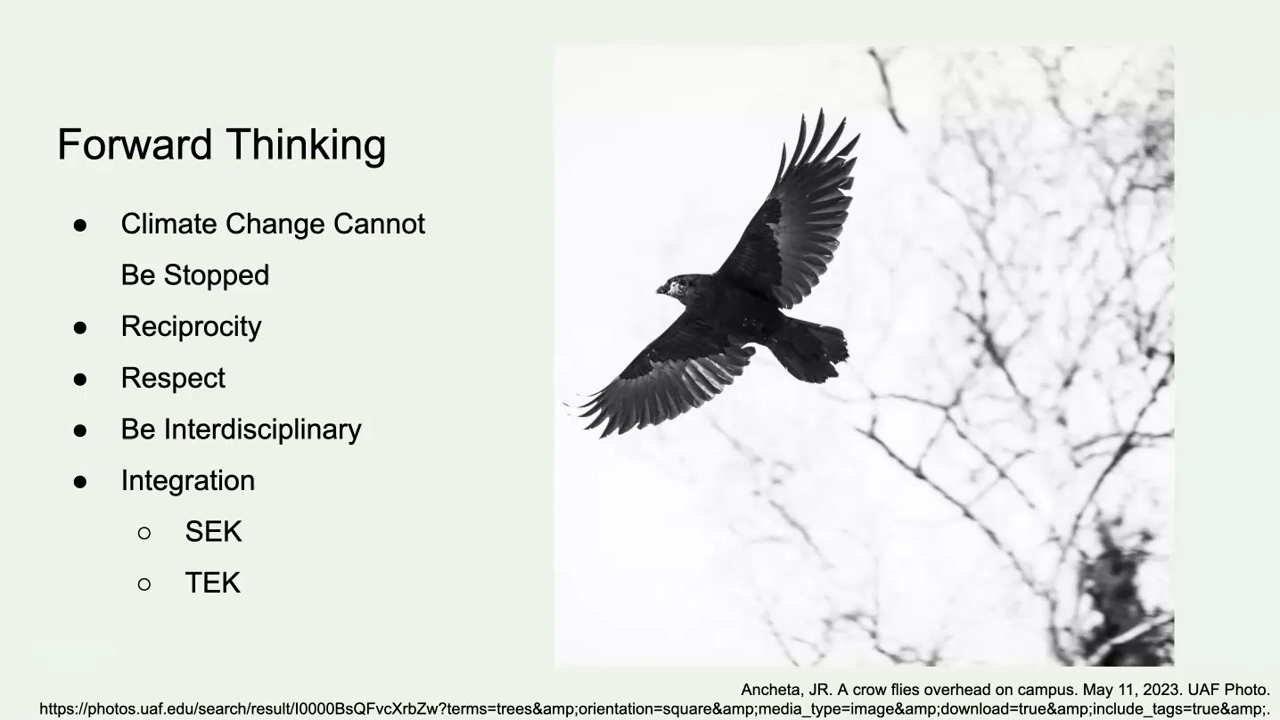 Forward Thinking
● Climate Change Cannot
Be Stopped
● Reciprocity
● Respect
● Be Interdisciplinary
● Integration
○ SEK
○ TEK
Ancheta, JR. A crow flies overhead on campus. May 11, 2023. UAF Photo.
https://photos.uaf.edu/search/result/I0000BsQFvcXrbZw?terms=trees&amp;orientation=square&amp;media_type=image&amp;download=true&amp;include_tags=true&amp;.